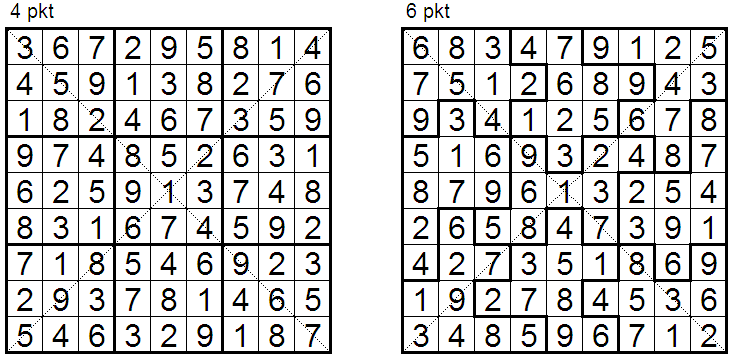 4 pkt
3 6 7 2 9 5 8 1 4
4 5 9 1 3 8 2 7 6
1 8 2 4 6 7 3 5 9
9 7 4 8 5 2 6 3 1
6 2 5 9 1 3 7 4 8
8 3 1 6 7 4 5 9 2
7 1 8 5 4 6 9 2 3
2 9 3 7 8 1 4 6 5
5 4 6 3 2 9 1 8 7
6 pkt
6 8 3 4 7 9 1 2 5
7 5 1 2 6 8 9 4 3
9 3 4 1 2 5 6 7 8
5 1 6 9 3 2 4 8 7
8 7 9 6 1 3 2 5 4
2 6 5 8 4 7 3 9 1
4 2 7 3 5 1 8 6 9
1 9 2 7 8 4 5 3 6
3 4 8 5 9 6 7 1 2